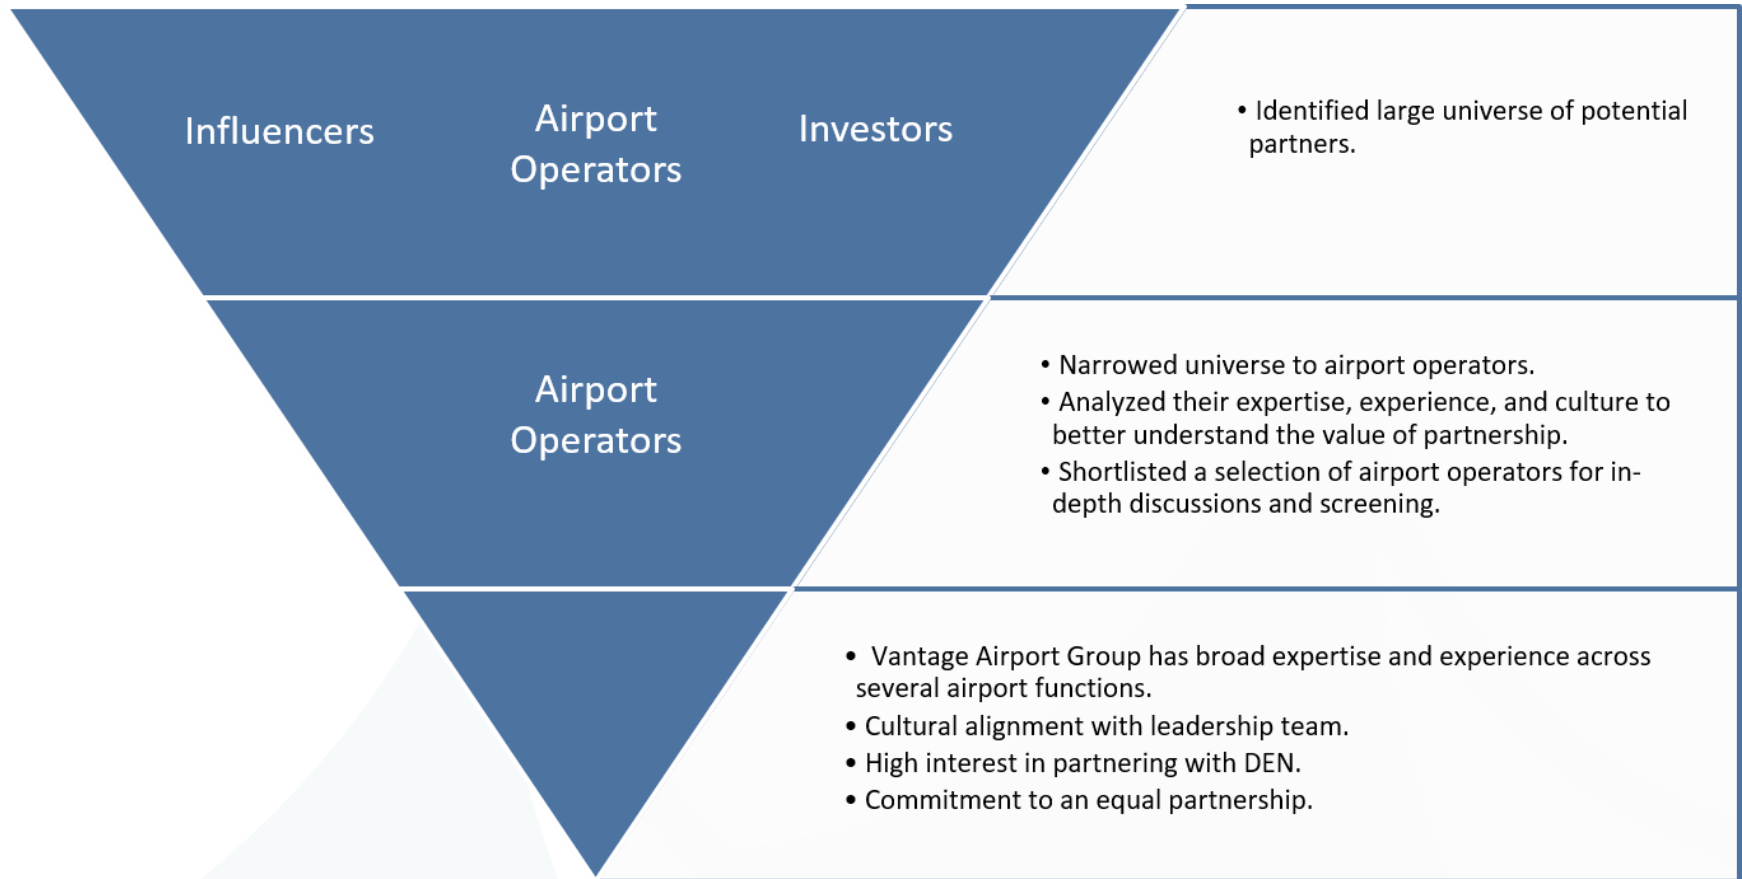 Influencers
Airport
Operators
Investors
• Identified large universe of potential
partners.
Airport
Operators
• Narrowed universe to airport operators.
• Analyzed their expertise, experience, and culture to
better understand the value of partnership.
• Shortlisted a selection of airport operators for in-
depth discussions and screening.
• Vantage Airport Group has broad expertise and experience across
several airport functions.
• Cultural alignment with leadership team.
• High interest in partnering with DEN.
• Commitment to an equal partnership.